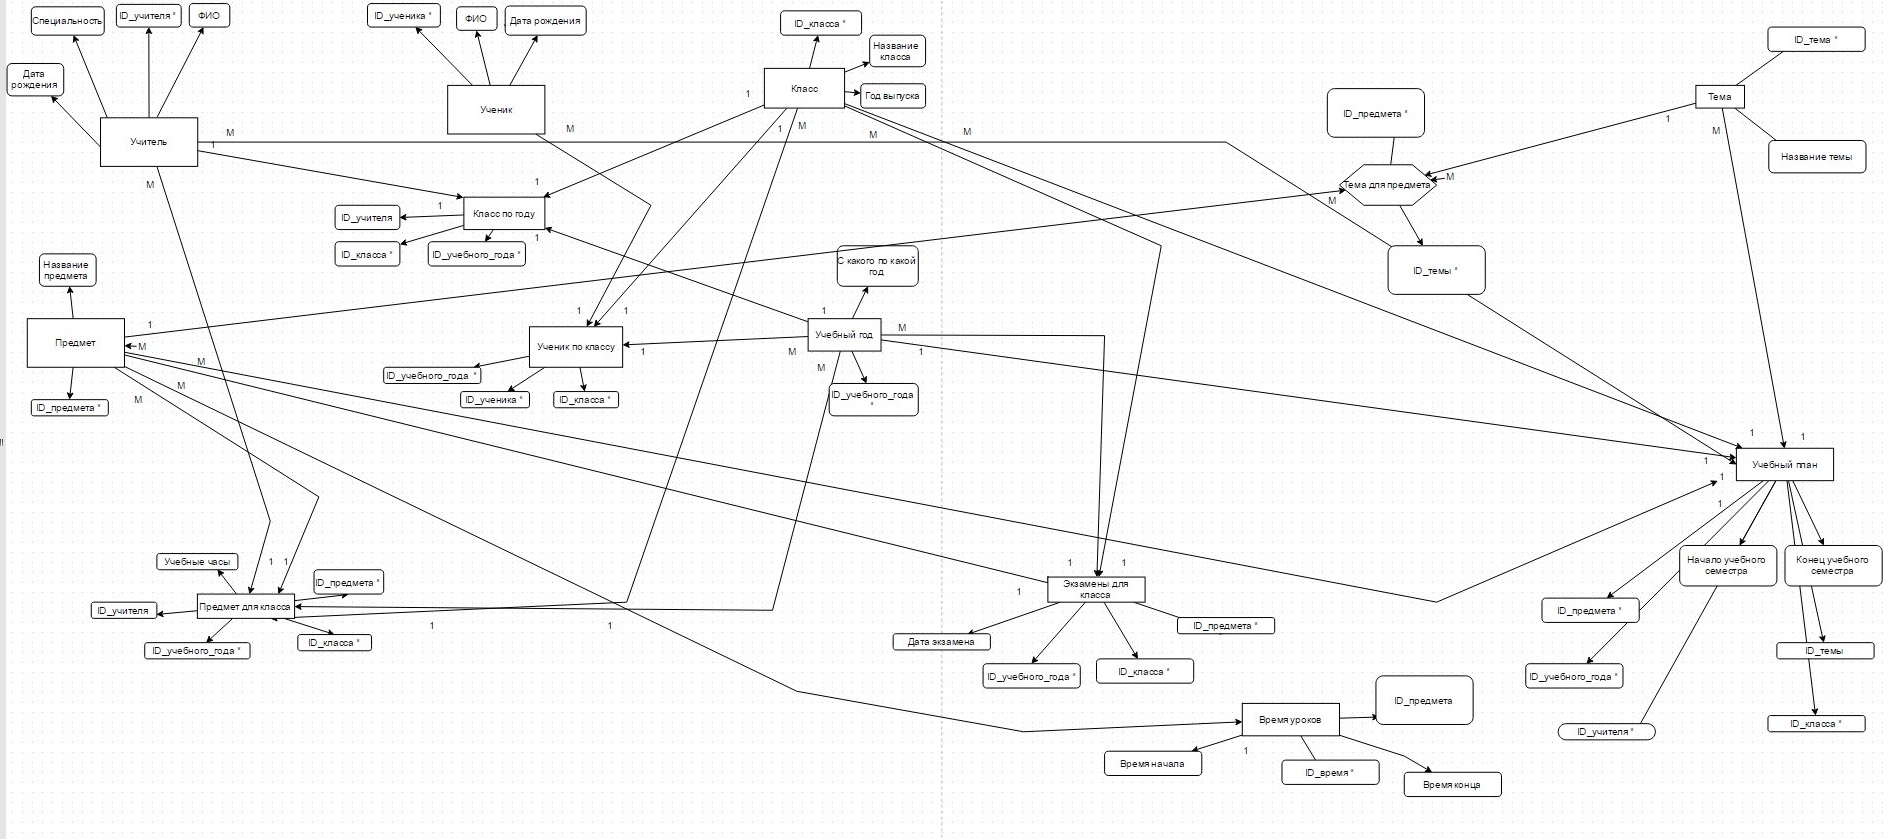 Специальность
ID_учителя *
ФИО
Дата
рождения
Учитель
ID_ученика *
ФИО
Дата рождения
Ученик
ID_класса *
Название
класса
Год выпуска
Класс
ID_тема *
Тема
Название темы
ID_предмета *
Тема для предмета
ID_темы *
M
1
M
1
1
M
M
M
1
M
M
M
M
1
1
1
Класс по году
ID_учителя
ID_класса *
ID_учебного_года *
Название
предмета
Предмет
ID_предмета *
1
M
M
M
M
С какого по какой
год
Учебный год
ID_учебного_года
*
M
1
M
M
1
1
1
Ученик по классу
ID_учебного_года *
ID_ученика *
ID_класса *
1
1
1
1
1
Учебный план
Начало учебного
семестра
Конец учебного
семестра
ID_предмета *
ID_учебного_года *
ID_учителя *
ID_темы
ID_класса *
1
1
Учебные часы
ID_предмета *
Предмет для класса
ID_учителя
ID_учебного_года *
ID_класса *
1
1
1
1
1
Экзамены для
класса
Дата экзамена
ID_учебного_года *
ID_класса *
ID_предмета *
Время уроков
ID_предмета
1
Время начала
ID_время *
Время конца